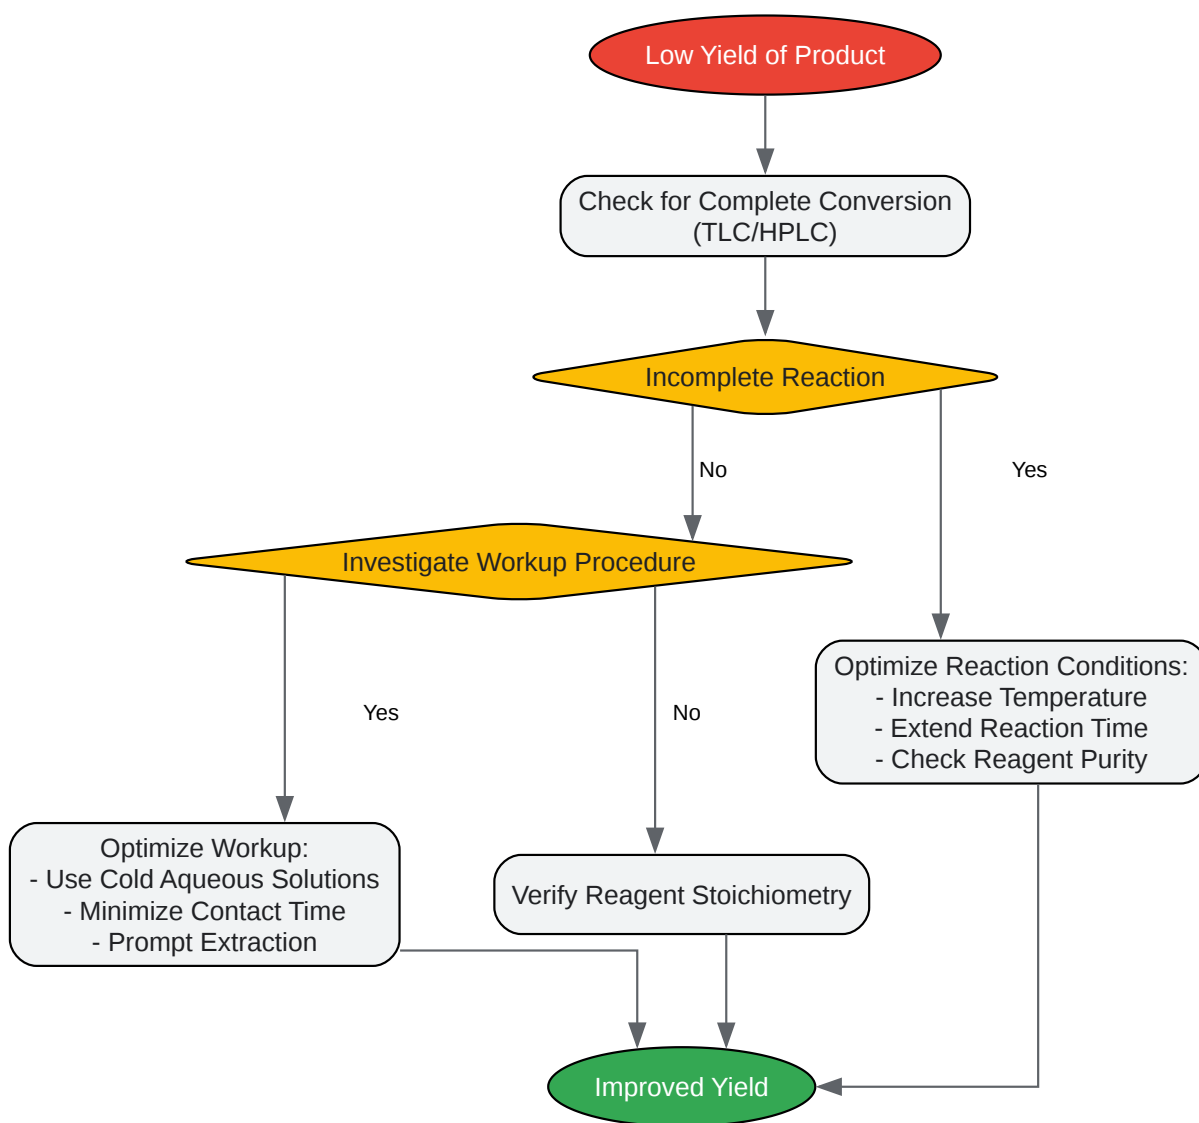 Low Yield of Product
Check for Complete Conversion
(TLC/HPLC)
Incomplete Reaction
No
Yes
Investigate Workup Procedure
Yes
No
Optimize Reaction Conditions:
- Increase Temperature
- Extend Reaction Time
- Check Reagent Purity
Optimize Workup:
- Use Cold Aqueous Solutions
- Minimize Contact Time
- Prompt Extraction
Verify Reagent Stoichiometry
Improved Yield